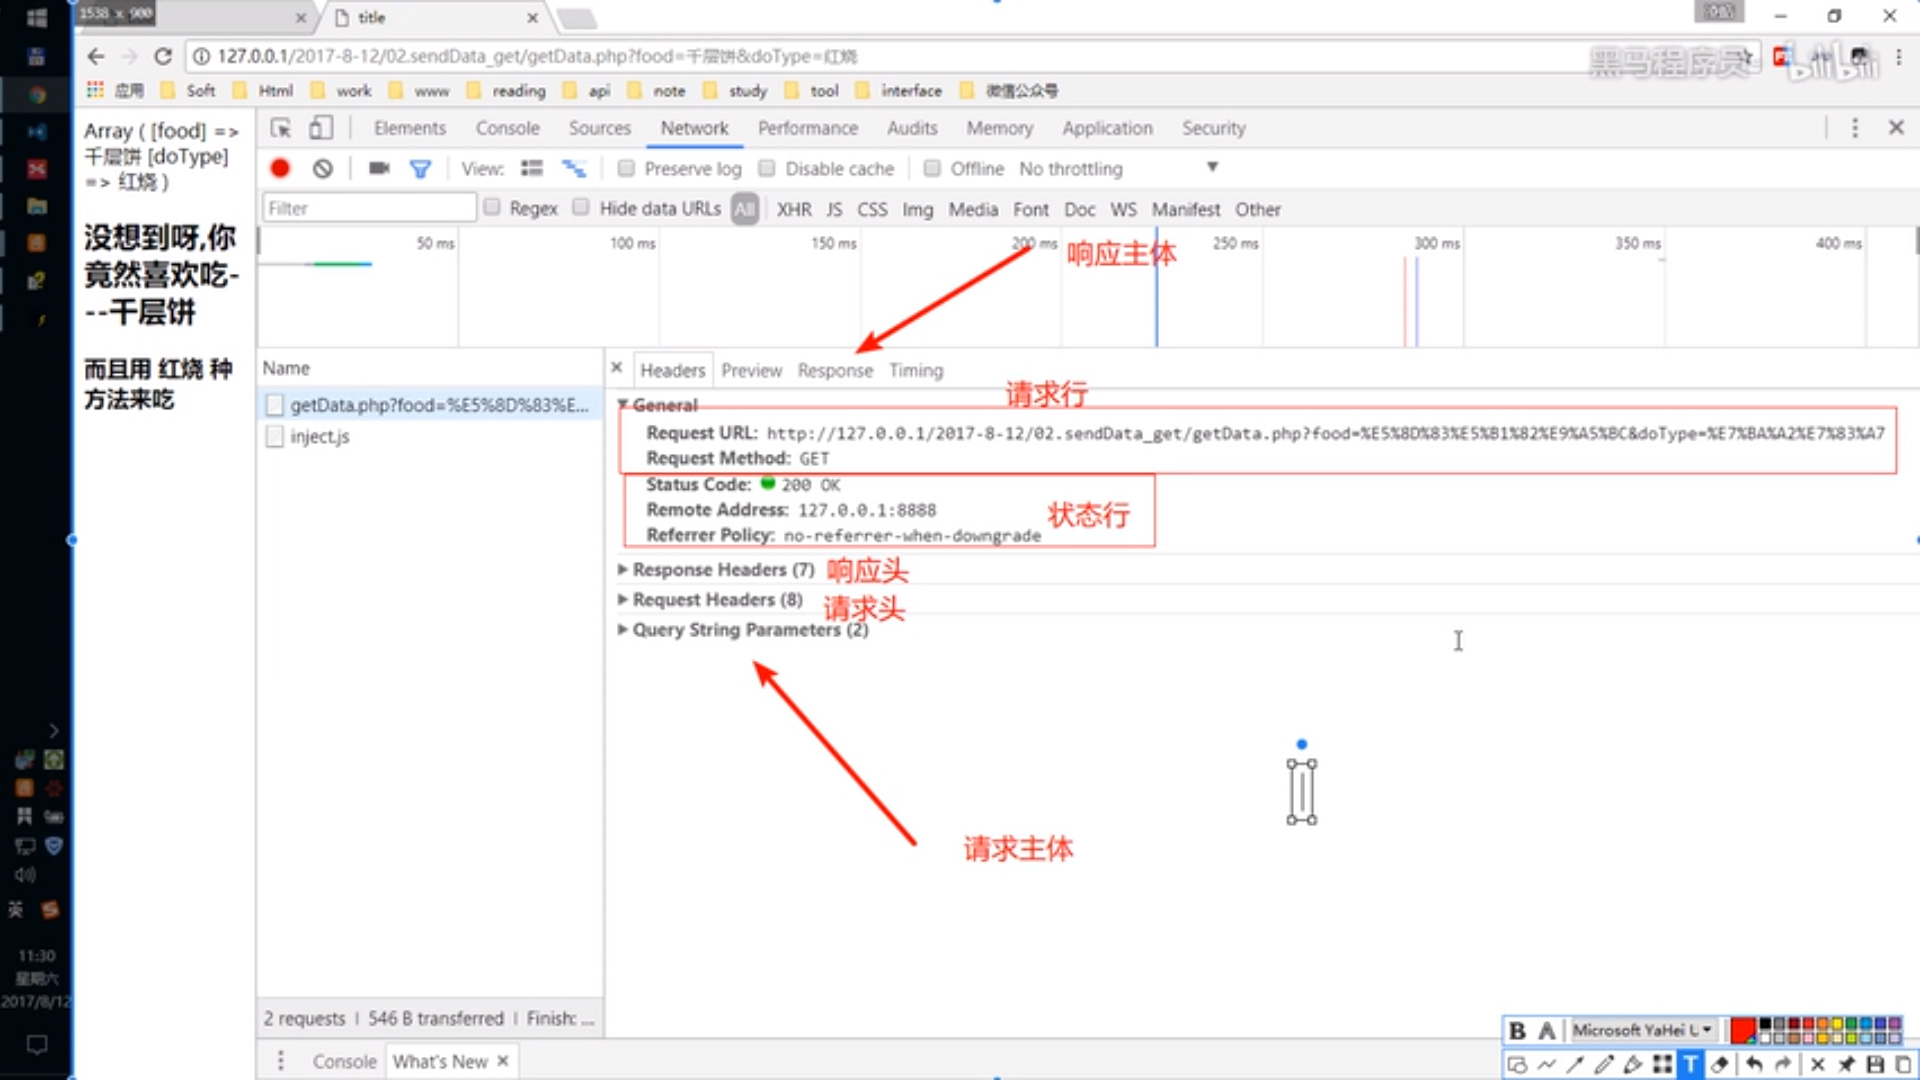 1538 x 900
title
127.0.0.1/2017-8-12/02.sendData_get/getData.php?food=千层饼&doType=红烧
黑马程序员
bilibili
应用 Soft Html work www reading api note study tool interface 微信公众号
Array ( [food] =>
千层饼 [doType]
=> 红烧 )
没想到呀,你
竟然喜欢吃-
--千层饼
而且用 红烧 种
方法来吃
Elements Console Sources Network Performance Audits Memory Application Security
View: Preserve log Disable cache Offline No throttling
Filter Regex Hide data URLs All XHR JS CSS Img Media Font Doc WS Manifest Other
50 ms 100 ms 150 ms 200 ms 250 ms 300 ms 350 ms 400 ms
响应主体
Name
getData.php?food=%E5%8D%83%E...
inject.js
Headers Preview Response Timing
请求行
General
Request URL: http://127.0.0.1/2017-8-12/02.sendData_get/getData.php?food=%E5%8D%83%E5%B1%82%E9%A5%BC&doType=%E7%BA%A2%E7%83%A7
Request Method: GET
Status Code: 200 OK
Remote Address: 127.0.0.1:8888
状态行
Referrer Policy: no-referrer-when-downgrade
Response Headers (7) 响应头
Request Headers (8) 请求头
Query String Parameters (2)
请求主体
英
11:30
星期六
2017/8/12
2 requests | 546 B transferred | Finish: ...
Console What's New
B A Microsoft YaHei U
T